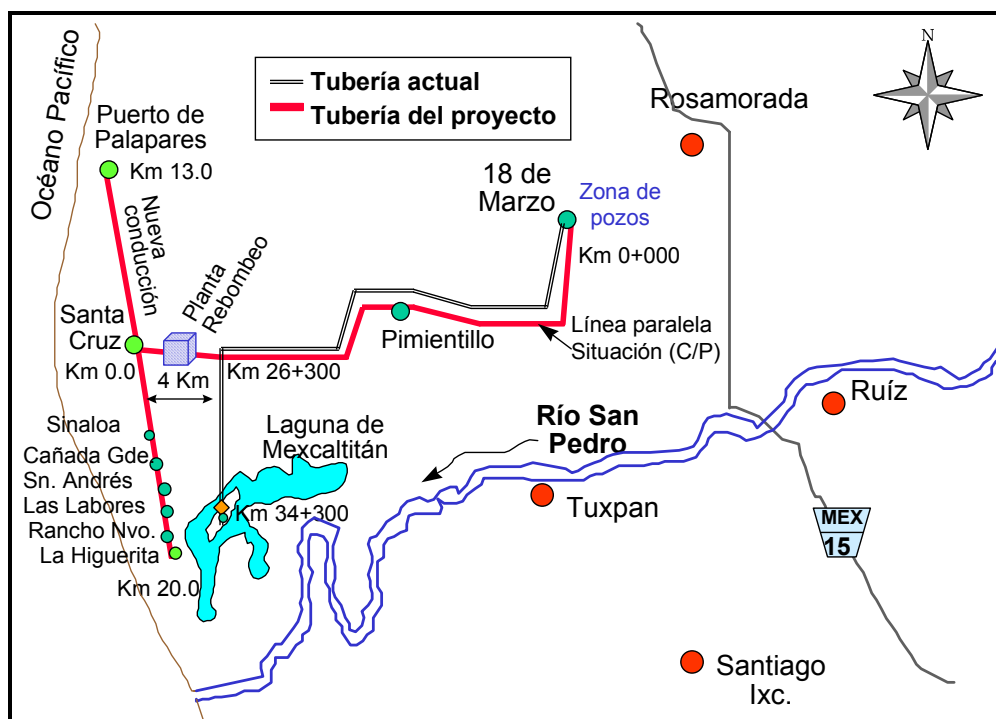 Océano Pacífico
Tubería actual
Tubería del proyecto
N
Puerto de
Palapares
Km 13.0
Nueva
conducción
Rosamorada
18 de
Marzo
Zona de
pozos
Km 0+000
Planta
Rebombeo
Santa
Cruz
Km 0.0
4 Km
Km 26+300
Pimientillo
Línea paralela
Situación (C/P)
Ruíz
Río San
Pedro
Laguna de
Mexcaltitán
Sinaloa
Cañada Gde.
Sn. Andrés
Las Labores
Rancho Nvo.
La Higuerita
Km 20.0
Km 34+300
Tuxpan
MEX
15
Santiago
Ixc.